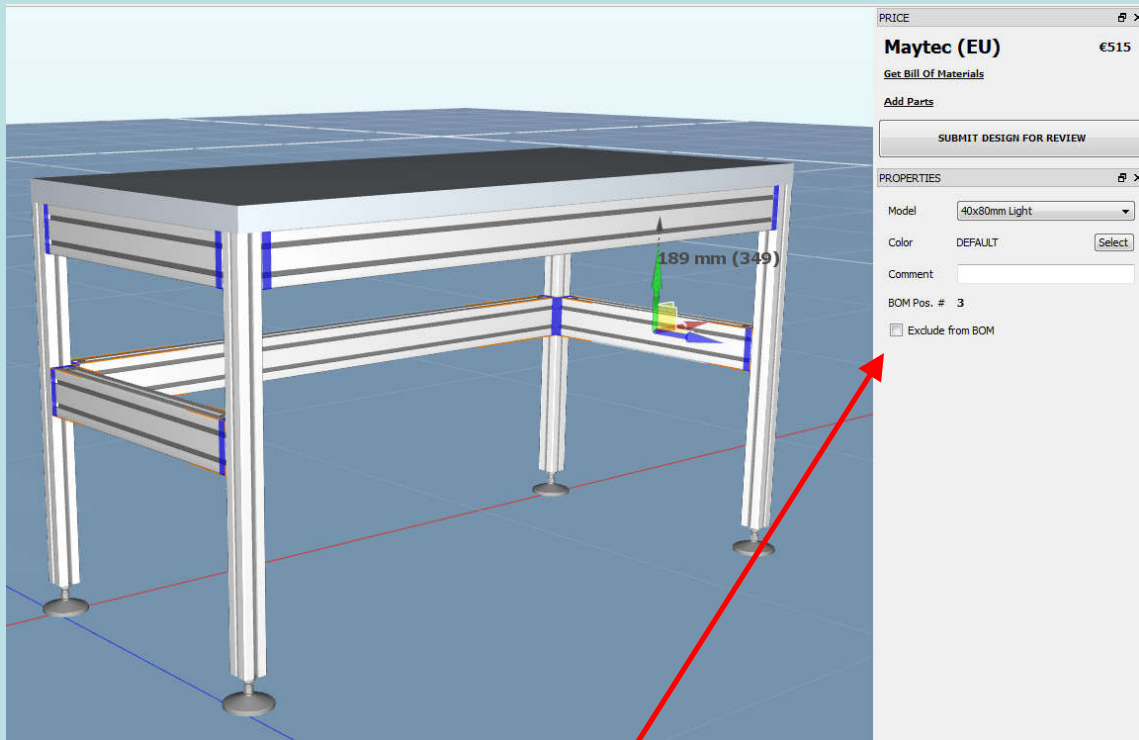 PRICE
Maytec (EU) €515
Get Bill Of Materials
Add Parts
SUBMIT DESIGN FOR REVIEW
PROPERTIES
Model 40x80mm Light
Color DEFAULT Select
Comment
BOM Pos. # 3
Exclude from BOM
189 mm (349)